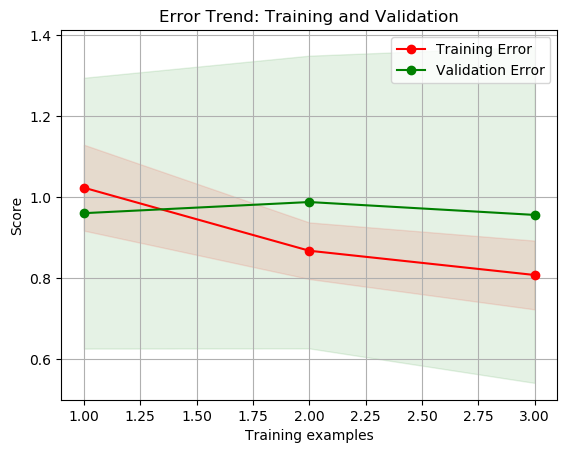 Error Trend: Training and Validation
Training Error
Validation Error
1.4
1.2
1.0
0.8
0.6
Score
1.00 1.25 1.50 1.75 2.00 2.25 2.50 2.75 3.00
Training examples